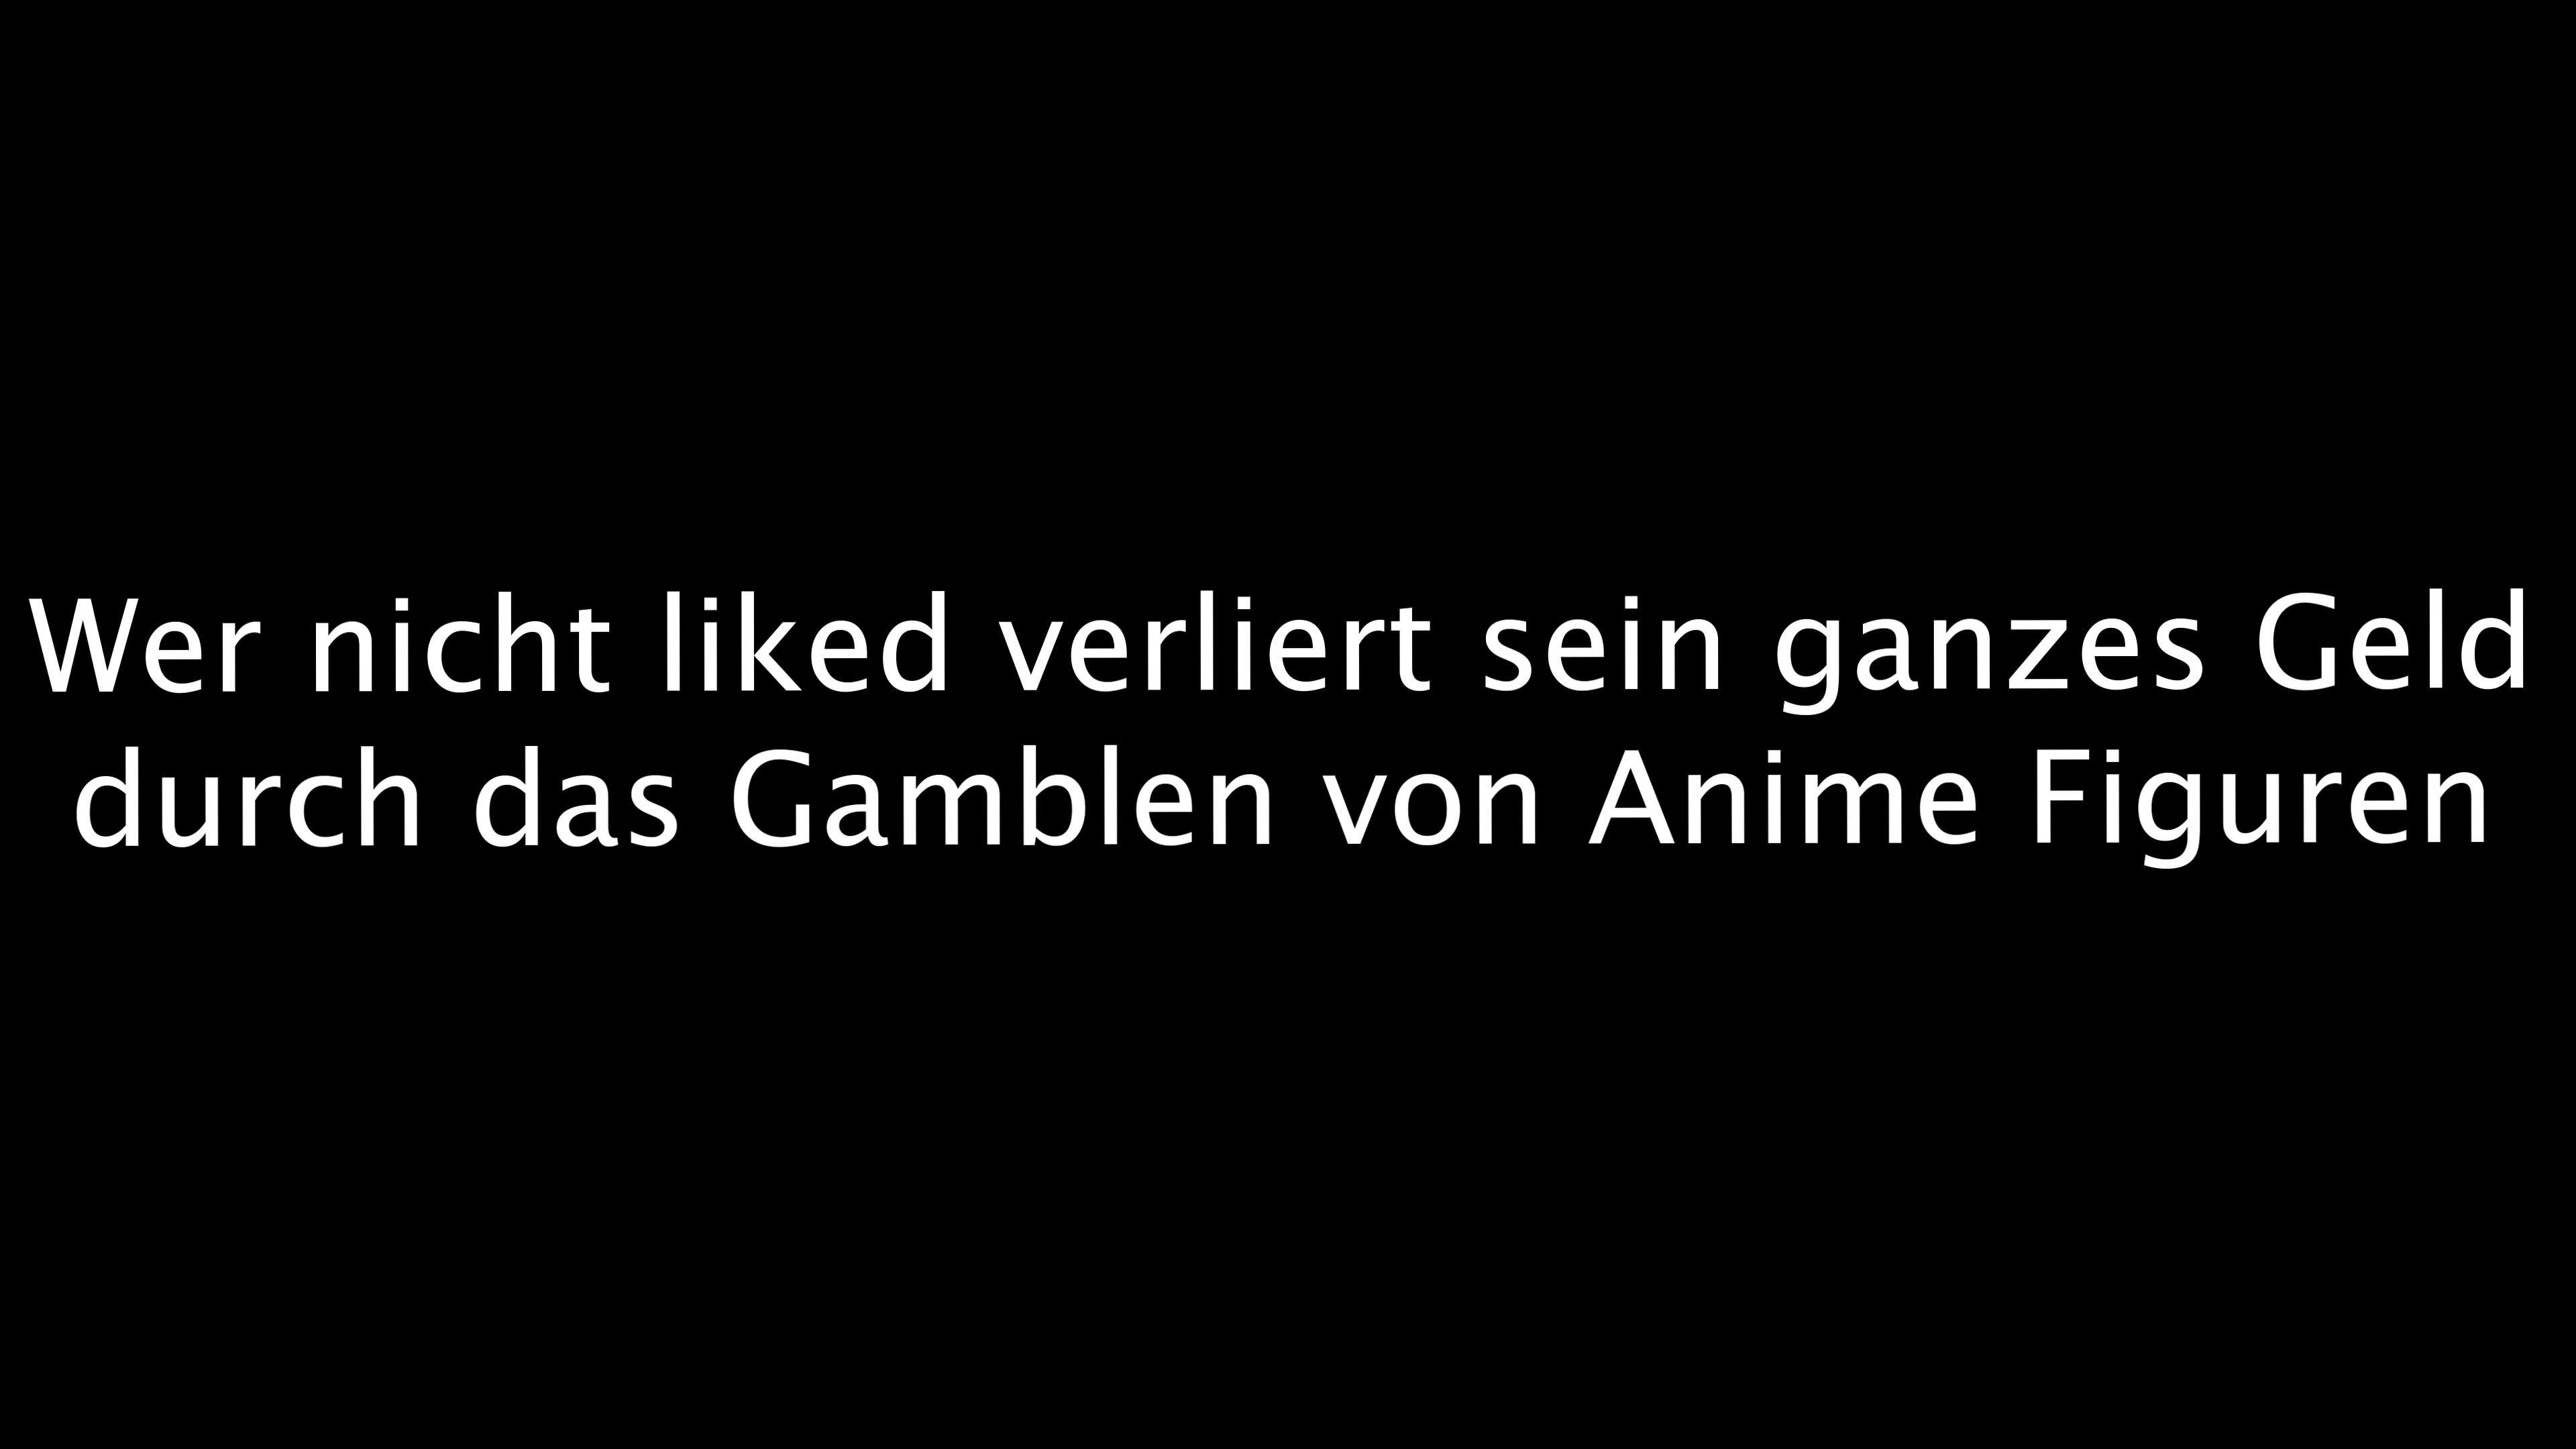 Wer nicht liked verliert sein ganzes Geld
durch das Gamblen von Anime Figuren